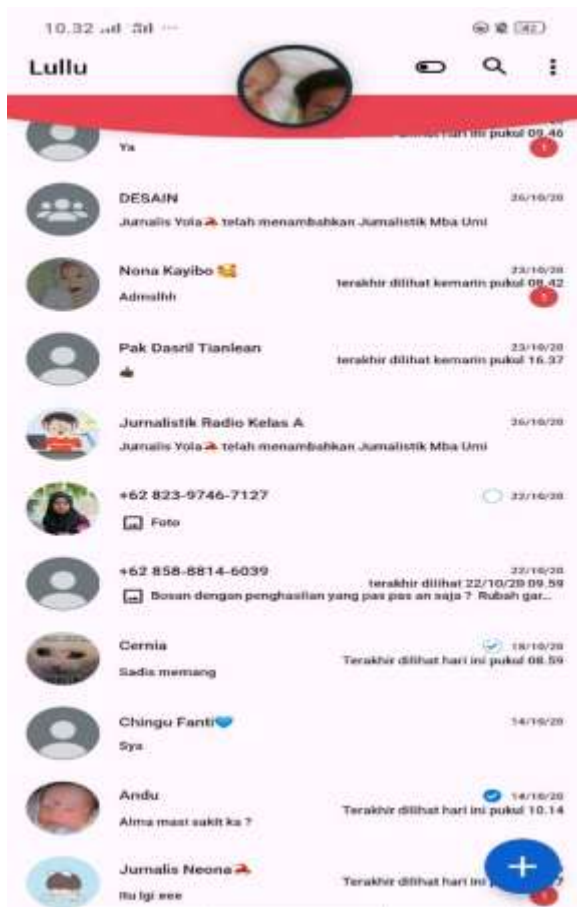 10.32
Lullu
hari ini pukul 09.46
Ya
1
DESAIN 26/10/20
Jurnalis Yola telah menambahkan Jurnalistik Mba Umi
Nona Kayibo 🥰 23/10/20
terakhir dilihat kemarin pukul 08.42
Admslhh 1
Pak Dasril Tianlean 23/10/20
terakhir dilihat kemarin pukul 16.37
Jurnalistik Radio Kelas A 26/10/20
Jurnalis Yola telah menambahkan Jurnalistik Mba Umi
+62 823-9746-7127 22/10/20
Foto
+62 858-8814-6039 22/10/20
terakhir dilihat 22/10/20 09.59
Bosan dengan penghasilan yang pas pas an saja ? Rubah gar...
Cernia 18/10/20
Terakhir dilihat hari ini pukul 08.59
Sadis memang
Chingu Fanti💙 14/10/20
Sya
Andu 14/10/20
Terakhir dilihat hari ini pukul 10.14
Alma masi sakit ka ?
Jurnalis Neona
Terakhir dilihat hari ini
Itu lgi eee